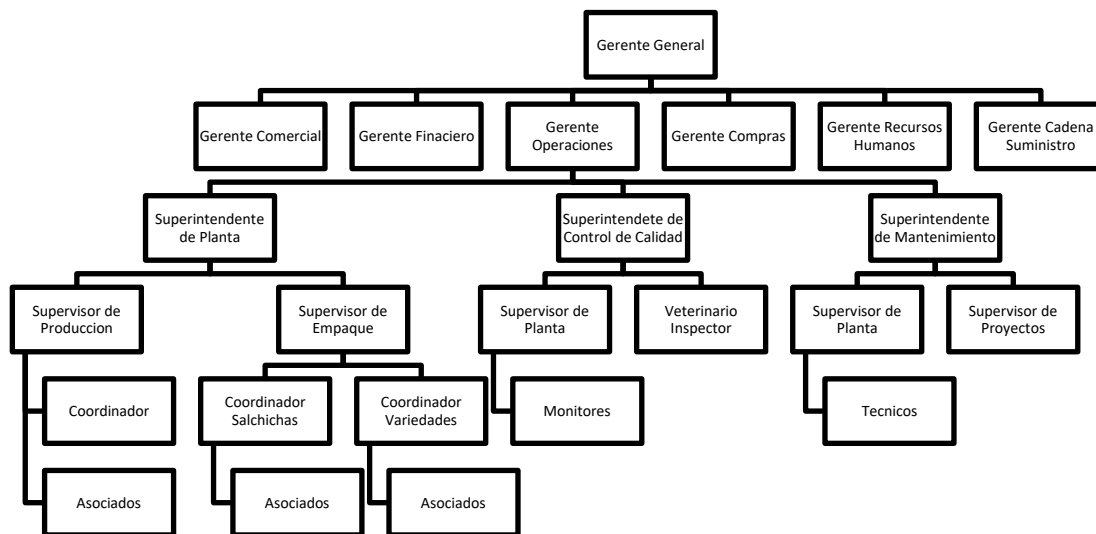 Gerente General
Gerente Comercial
Gerente Finaciero
Gerente
Operaciones
Gerente Compras
Gerente Recursos
Humanos
Gerente Cadena
Suministro
Superintendente
de Planta
Superintendete de
Control de Calidad
Superintendente
de Mantenimiento
Supervisor de
Produccion
Supervisor de
Empaque
Supervisor de
Planta
Veterinario
Inspector
Supervisor de
Planta
Supervisor de
Proyectos
Coordinador
Coordinador
Salchichas
Coordinador
Variedades
Monitores
Tecnicos
Asociados
Asociados
Asociados